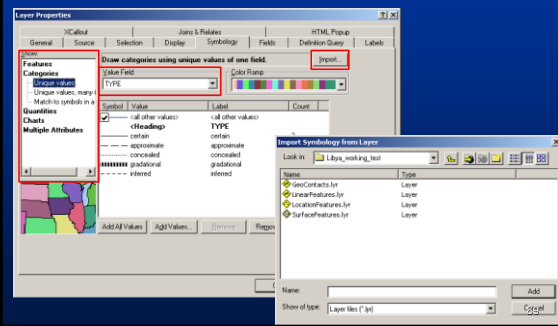 Layer Properties
XCallout
Joins & Relates
HTML Popup
General
Source
Selection
Display
Symbology
Fields
Definition Query
Labels
Show:
Features
Categories
Unique values
Unique values, many
Match to symbols in a
Quantities
Charts
Multiple Attributes
Draw categories using unique values of one field.
Import...
Value Field
TYPE
Color Ramp
Symbol
Value
Label
Count
<all other values>
<all other values>
<Heading>
TYPE
certain
certain
approximate
approximate
concealed
concealed
gradational
gradational
inferred
inferred
Add All Values
Add Values...
Remove
Import Symbology from Layer
Look in:
Libya_working_test
Name
Type
GeoContacts.lyr
Layer
LinearFeatures.lyr
Layer
LocationFeatures.lyr
Layer
SurfaceFeatures.lyr
Layer
Name:
Add
Show of type:
Layer files (*.lyr)
Cancel